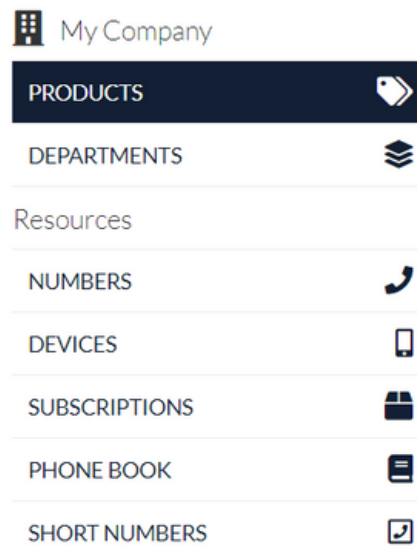 My Company
PRODUCTS
DEPARTMENTS
Resources
NUMBERS
DEVICES
SUBSCRIPTIONS
PHONE BOOK
SHORT NUMBERS